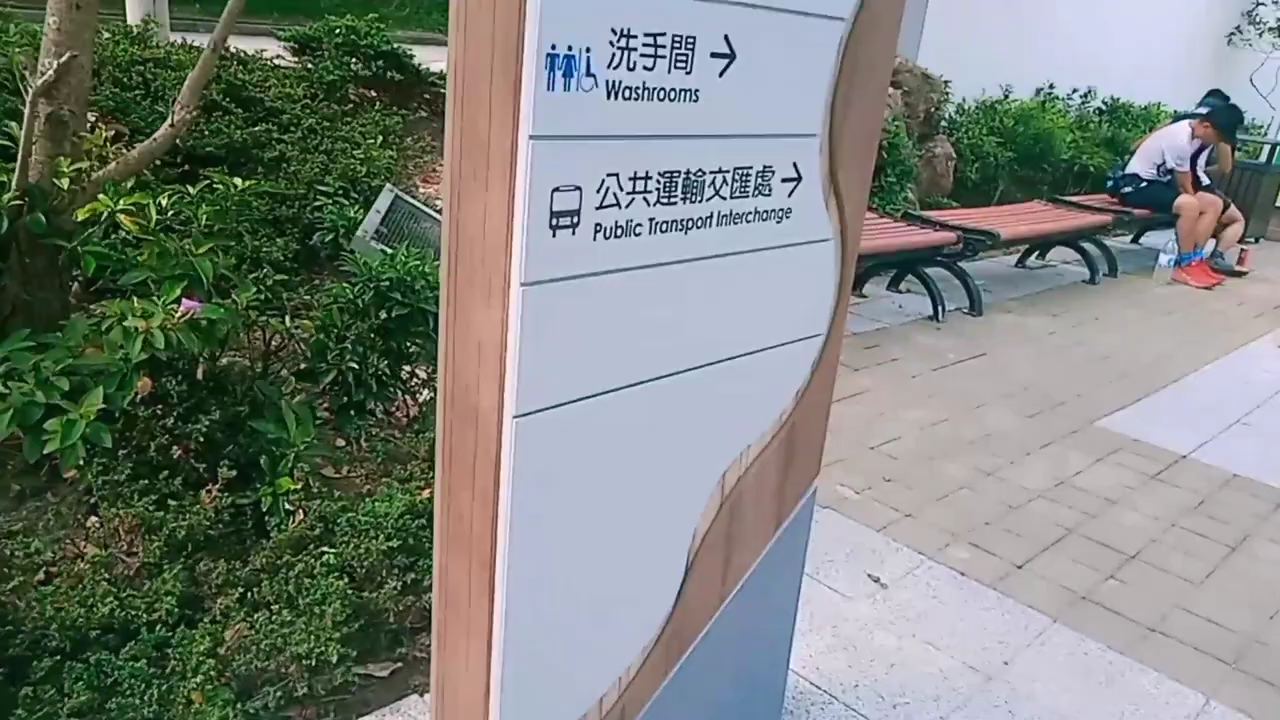 洗手間 →
Washrooms
公共運輸交匯處 →
Public Transport Interchange